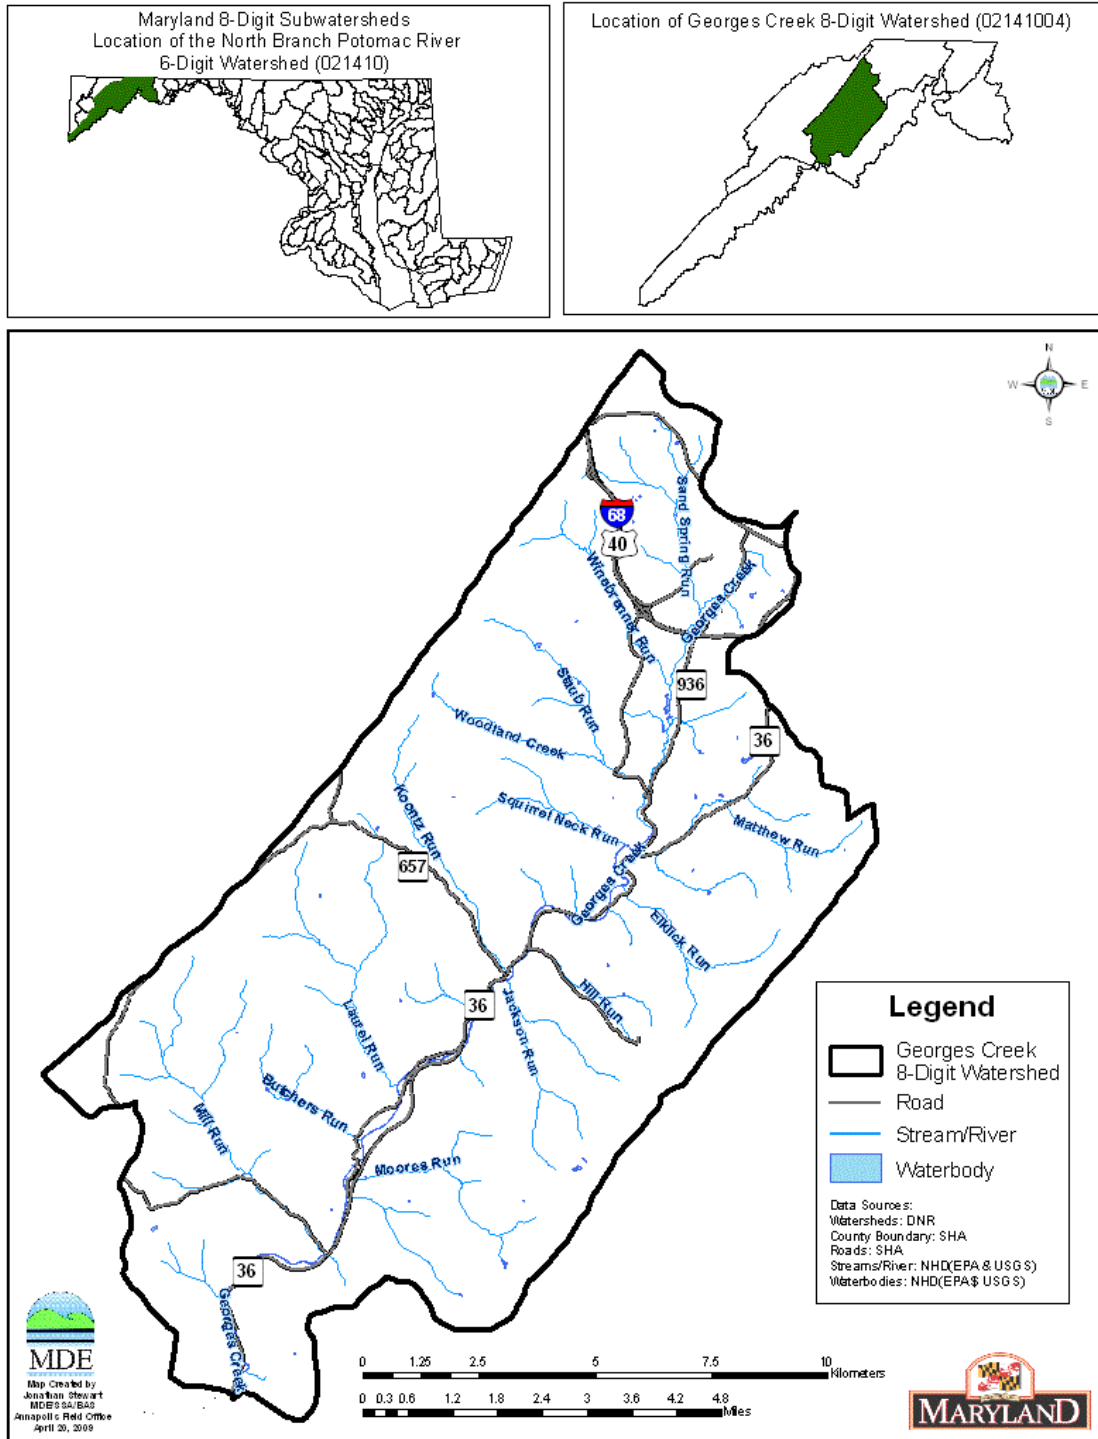 Maryland 8-Digit Subwatersheds
Location of the North Branch Potomac River
6-Digit Watershed (021410)
Location of Georges Creek 8-Digit Watershed (02141004)
N
W
E
S
68
40
Sand Spring Run
Winebrenner Run
Georges Creek
Staub Run
936
Woodland Creek
36
Koontz Run
Squirrel Neck Run
Matthew Run
657
Georges Creek
Elklick Run
Hill Run
36
Jackson Run
Laurel Run
Butchers Run
Mill Run
Moores Run
36
Georges Creek
Legend
Georges Creek
8-Digit Watershed
Road
Stream/River
Waterbody
Data Sources:
Watersheds: DNR
County Boundary: SHA
Roads: SHA
Streams/River: NHD(EPA & USGS)
Waterbodies: NHD(EPA$ USGS)
MDE
Map Created by
Jonathan Stewart
MDE/SSA/BAS
Annapolis Field Office
April 20, 2009
0 1.25 2.5 5 7.5 10
Kilometers
0 0.3 0.6 1.2 1.8 2.4 3 3.6 4.2 4.8
Miles
MARYLAND